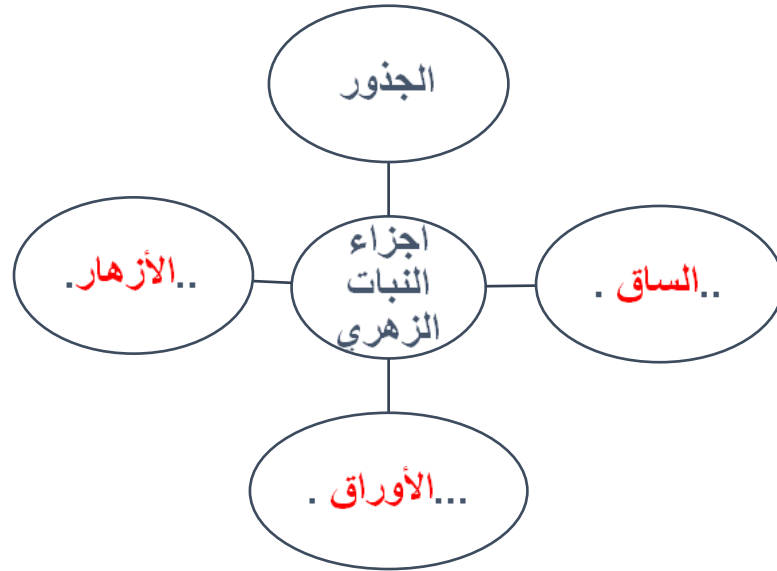 الجذور
اجزاء
النبات
الزهري
..الساق .
..الأزهار.
...الأوراق .